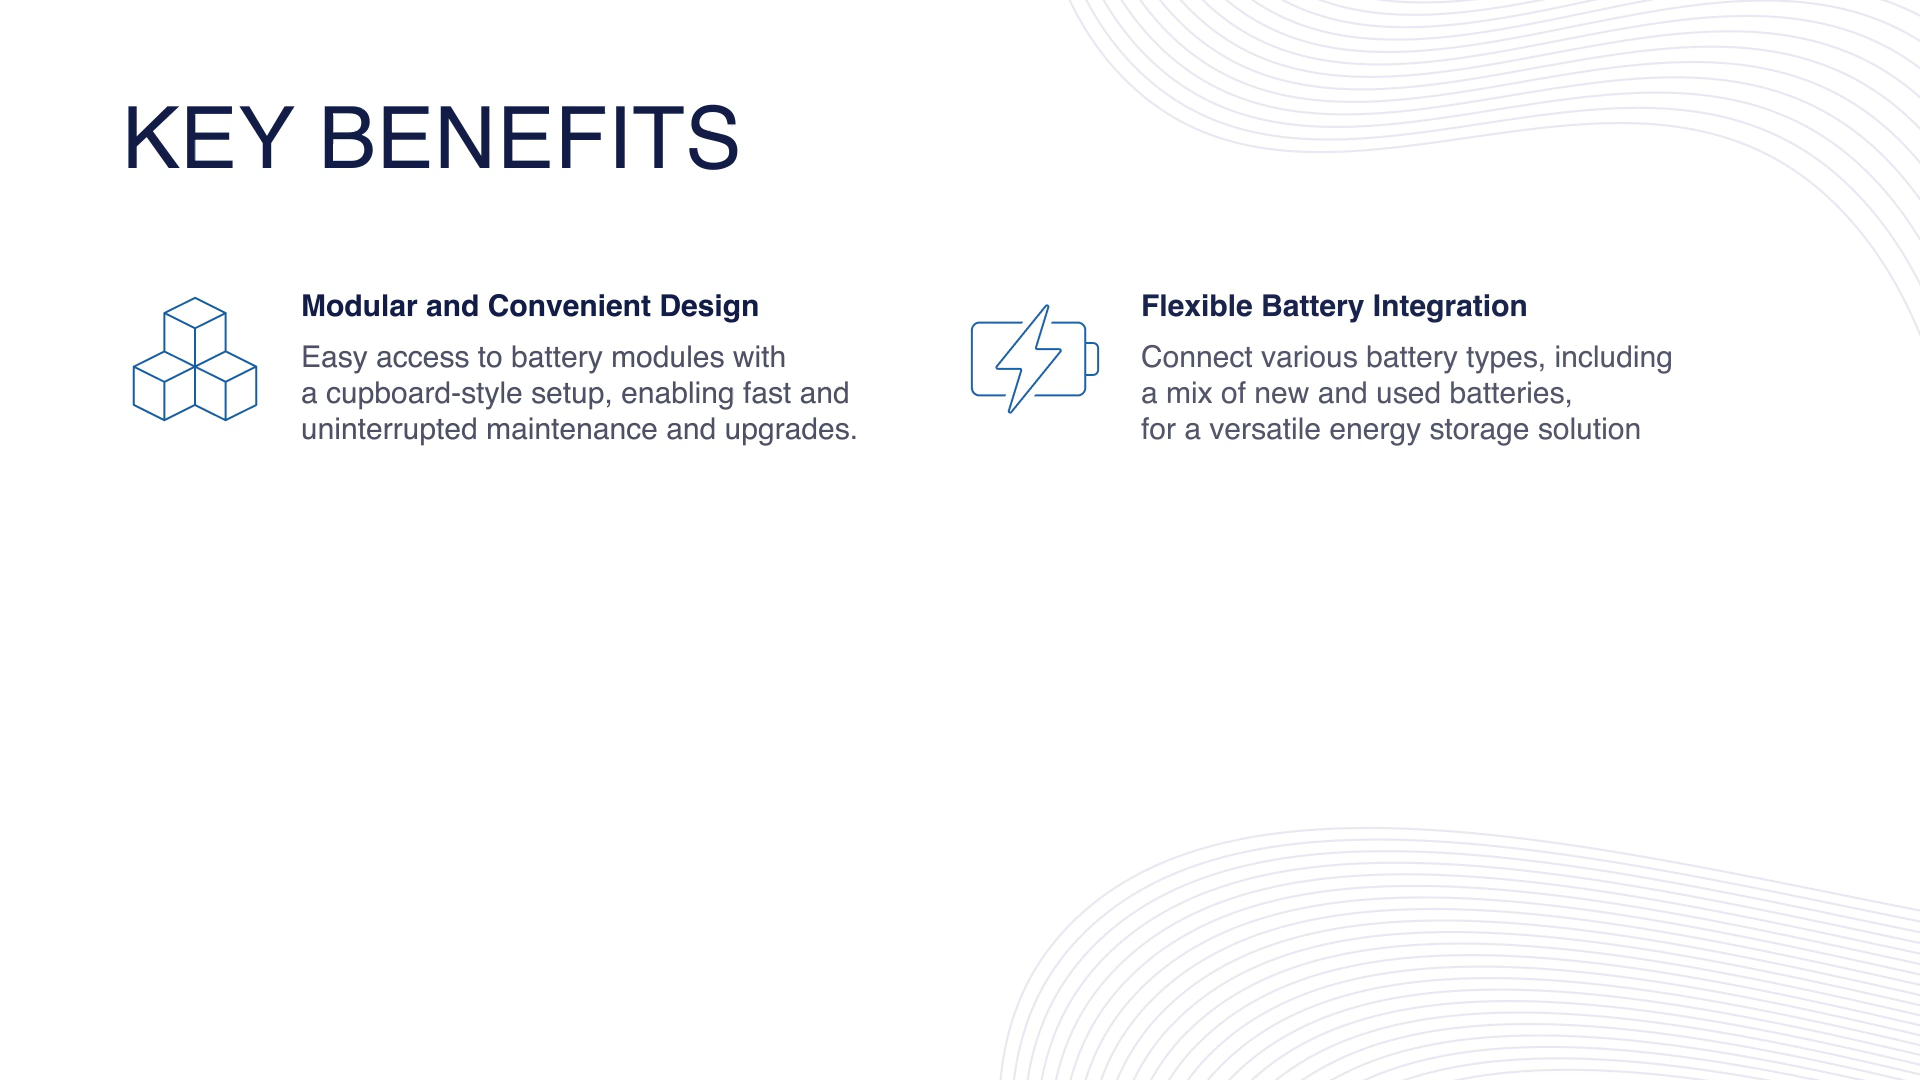 KEY BENEFITS
Modular and Convenient Design
Easy access to battery modules with
a cupboard-style setup, enabling fast and
uninterrupted maintenance and upgrades.
Flexible Battery Integration
Connect various battery types, including
a mix of new and used batteries,
for a versatile energy storage solution